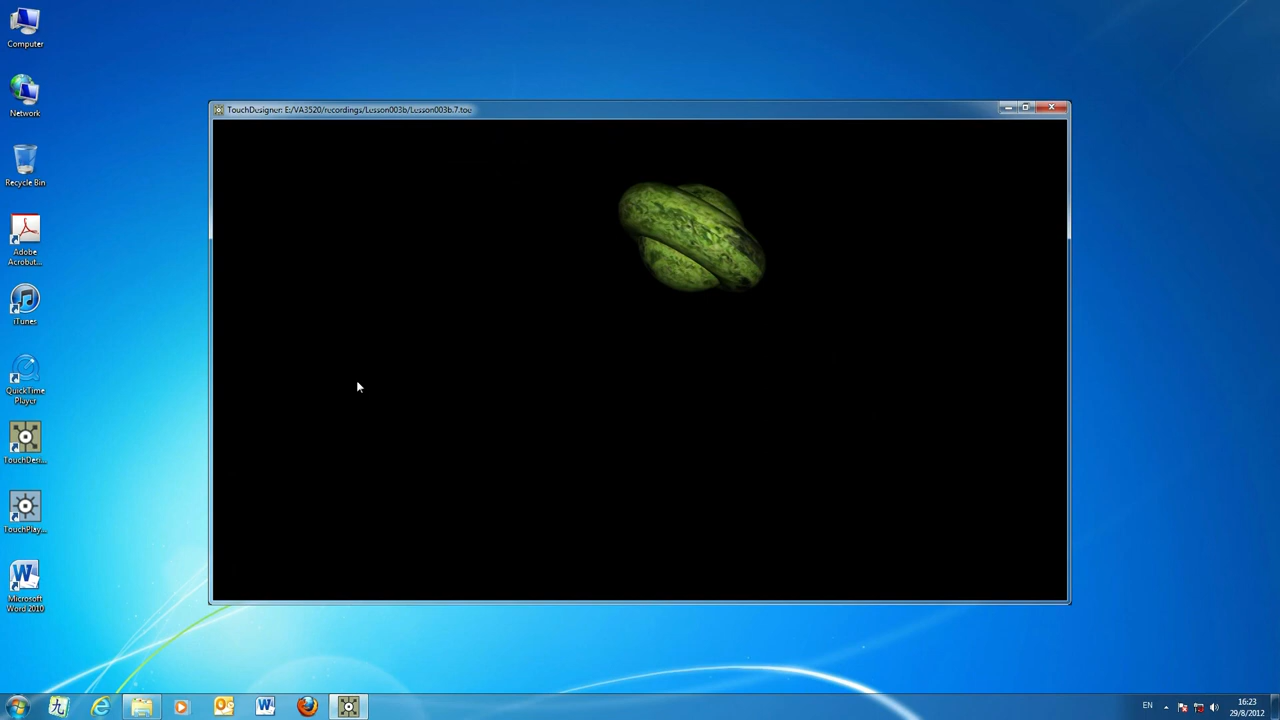 Computer
Network
Recycle Bin
Adobe
Acrobat...
iTunes
QuickTime
Player
TouchDesi...
TouchPlay...
Microsoft
Word 2010
TouchDesigner: E:/VA3520/recordings/Lesson003b/Lesson003b.7.toe
九
EN
16:23
29/8/2012